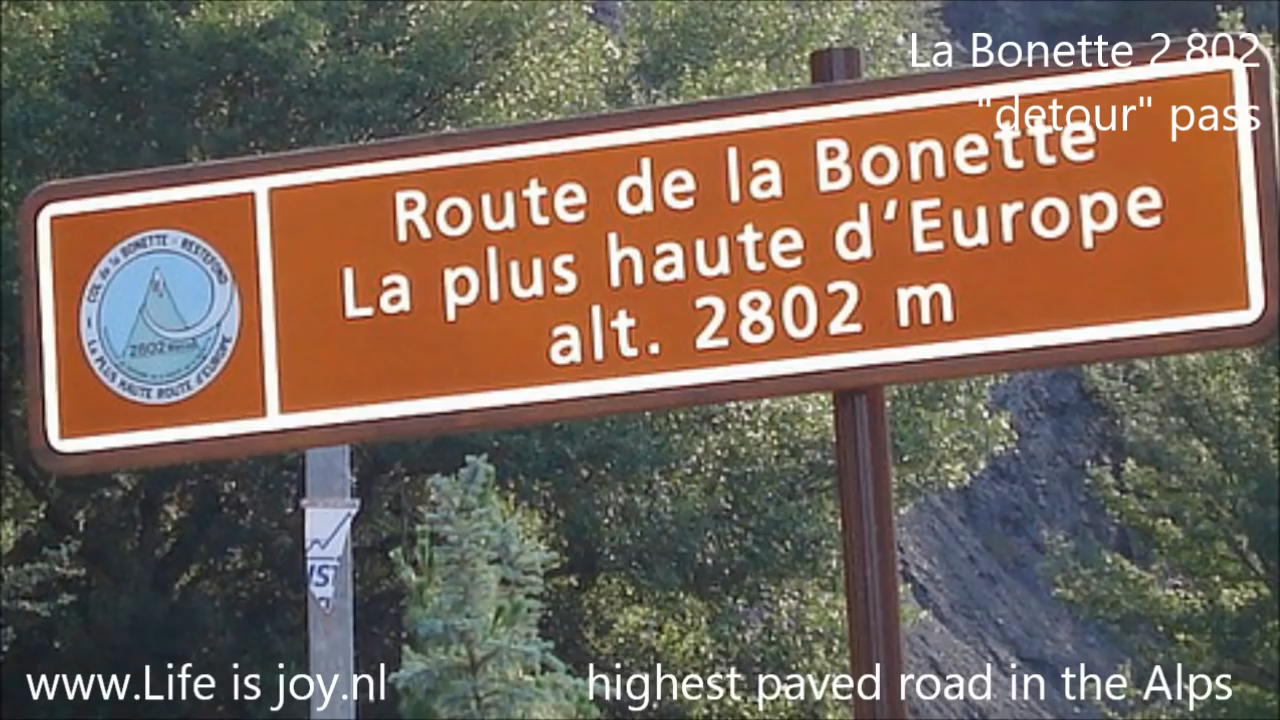 La Bonette 2 802
"detour" pass
Route de la Bonette
La plus haute d'Europe
alt. 2802 m
COL de la BONETTE - RESTEFOND
2802
La PLUS HAUTE ROUTE d'EUROPE
www.Life is joy.nl
highest paved road in the Alps